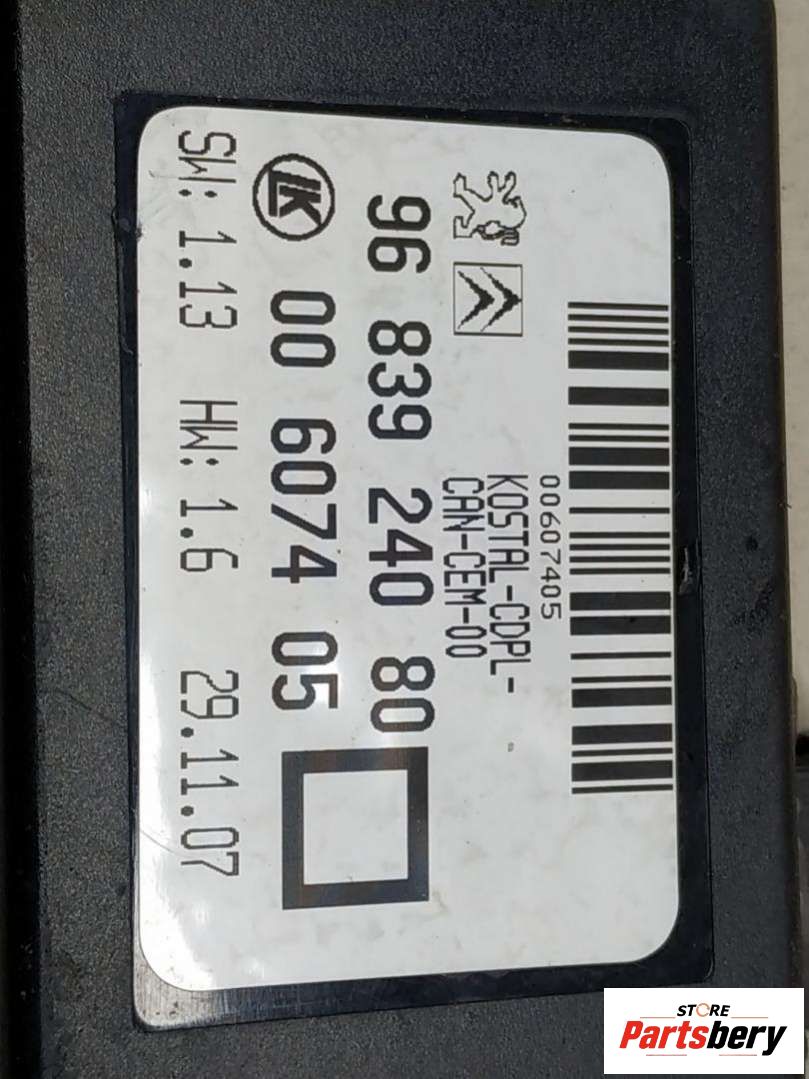 00607405
KOSTAL-CDPL-
CAN-CEM-00
96 839 240 80
LK 00 6074 05
SW: 1.13 HW: 1.6 29.11.07
STORE
Partsbery